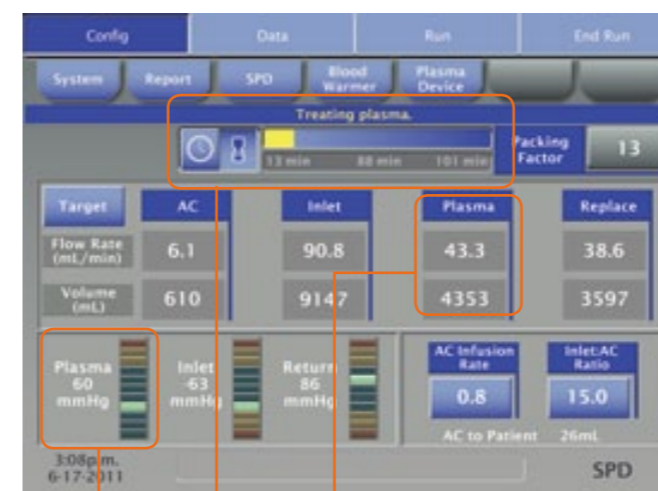 Config Data Run End Run
System Report SPD Blood Warmer Plasma Device
Treating plasma.
13 min 88 min 101 min
Packing Factor 13
Target AC Inlet Plasma Replace
Flow Rate (mL/min) 6.1 90.8 43.3 38.6
Volume (mL) 610 9147 4353 3597
Plasma 60 mmHg
Inlet -63 mmHg
Return 86 mmHg
AC Infusion Rate 0.8
Inlet:AC Ratio 15.0
AC to Patient 26mL
3:08p.m.
6-17-2011
SPD